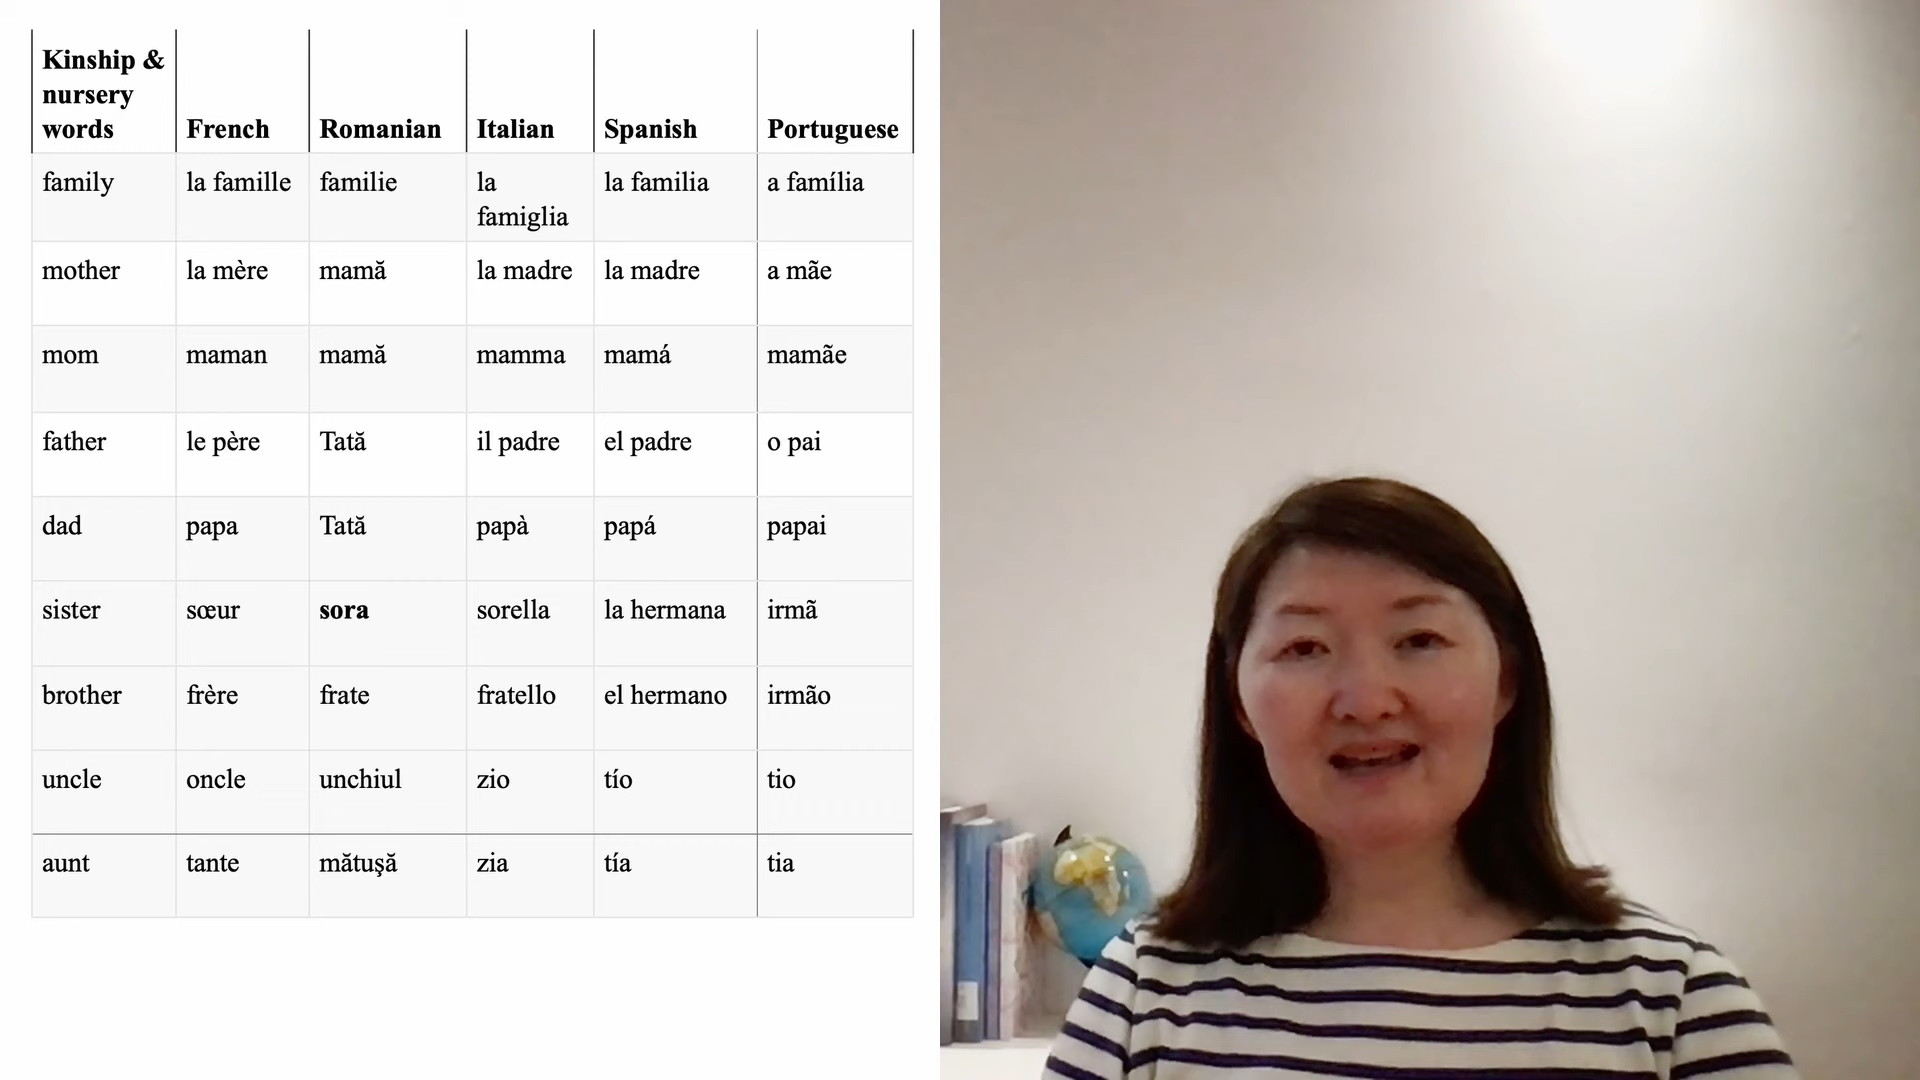 Kinship &
nursery
words French Romanian Italian Spanish Portuguese
family la famille familie la la familia a família
famiglia
mother la mère mamă la madre la madre a mãe
mom maman mamă mamma mamá mamãe
father le père Tată il padre el padre o pai
dad papa Tată papà papá papai
sister sœur sora sorella la hermana irmã
brother frère frate fratello el hermano irmão
uncle oncle unchiul zio tío tio
aunt tante mătuşă zia tía tia